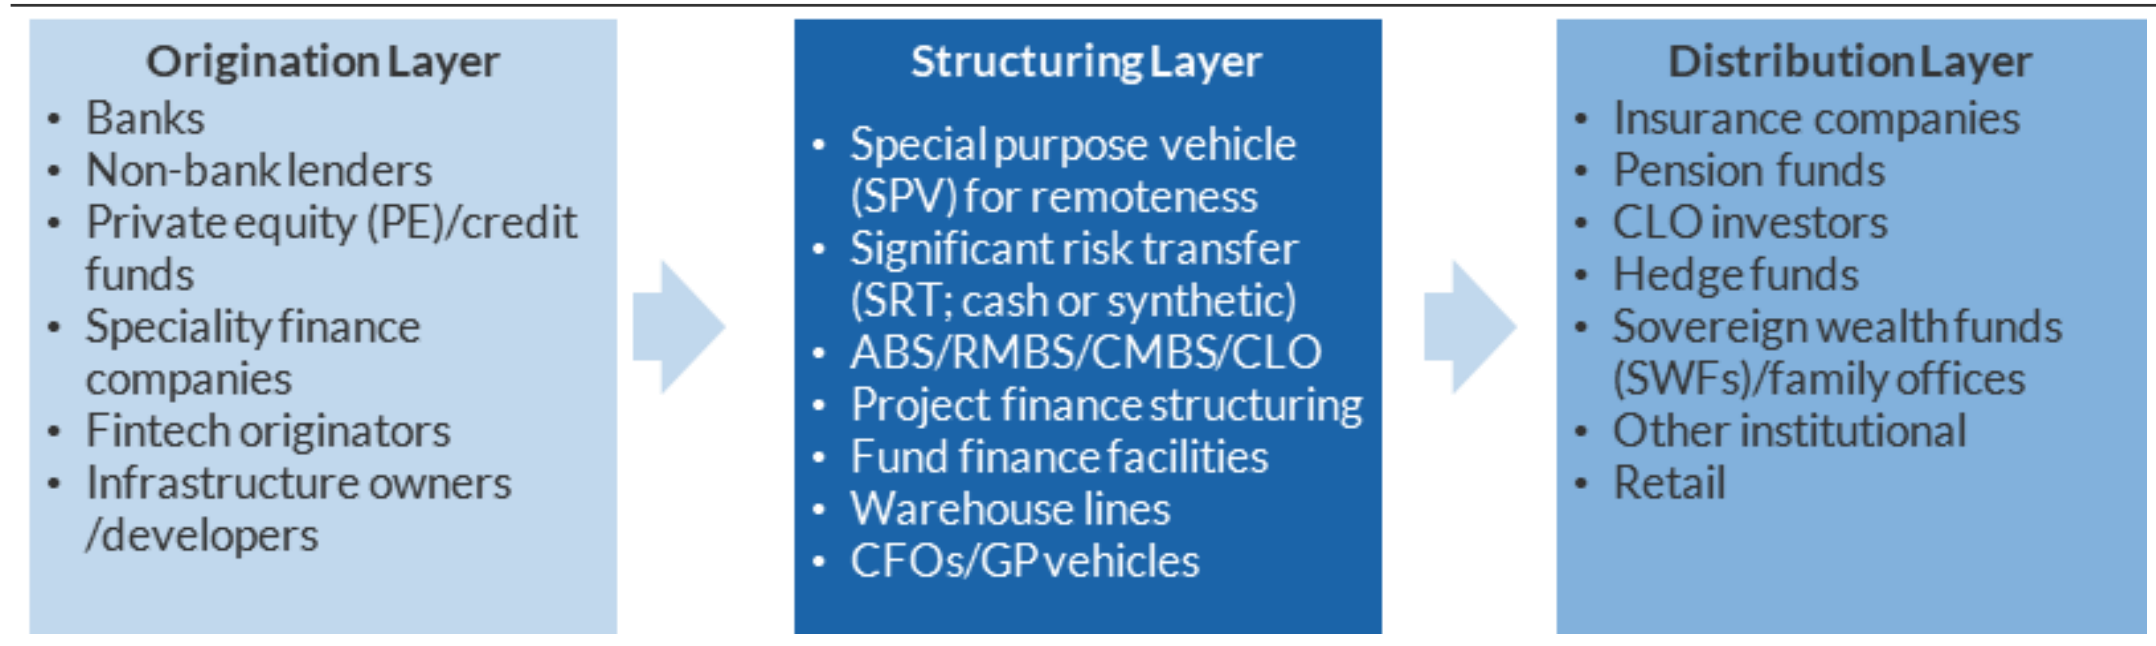 Origination Layer
• Banks
• Non-bank lenders
• Private equity (PE)/credit
funds
• Speciality finance
companies
• Fintech originators
• Infrastructure owners
/developers
Structuring Layer
• Special purpose vehicle
(SPV) for remoteness
• Significant risk transfer
(SRT; cash or synthetic)
• ABS/RMBS/CMBS/CLO
• Project finance structuring
• Fund finance facilities
• Warehouse lines
• CFOs/GP vehicles
Distribution Layer
• Insurance companies
• Pension funds
• CLO investors
• Hedge funds
• Sovereign wealth funds
(SWFs)/family offices
• Other institutional
• Retail